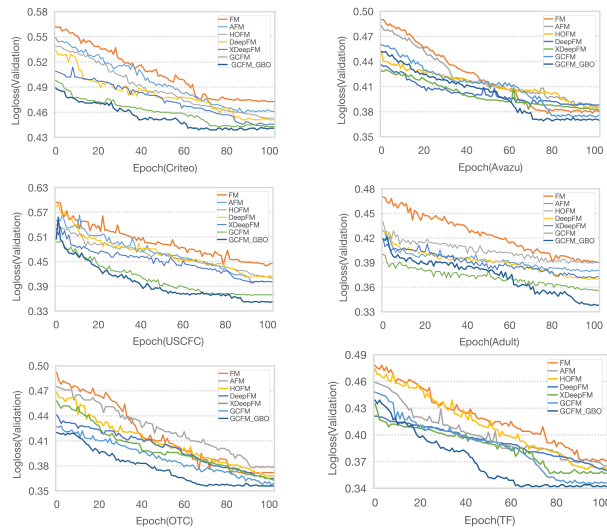 Logloss(Validation)
0.58
0.55
0.52
0.49
0.46
0.43
FM
AFM
HOFM
DeepFM
XDeepFM
GCFM
GCFM_GBO
0 20 40 60 80 100
Epoch(Criteo)
Logloss(Validation)
0.50
0.47
0.44
0.41
0.38
0.35
FM
AFM
HOFM
DeepFM
XDeepFM
GCFM
GCFM_GBO
0 20 40 60 80 100
Epoch(Avazu)
Logloss(Validation)
0.63
0.57
0.51
0.45
0.39
0.33
FM
AFM
HOFM
DeepFM
XDeepFM
GCFM
GCFM_GBO
0 20 40 60 80 100
Epoch(USCFC)
Logloss(Validation)
0.48
0.45
0.42
0.39
0.36
0.33
FM
AFM
HOFM
DeepFM
XDeepFM
GCFM
GCFM_GBO
0 20 40 60 80 100
Epoch(Adult)
Logloss(Validation)
0.50
0.47
0.44
0.41
0.38
0.35
FM
AFM
HOFM
DeepFM
XDeepFM
GCFM
GCFM_GBO
0 20 40 60 80 100
Epoch(OTC)
Logloss(Validation)
0.49
0.46
0.43
0.40
0.37
0.34
FM
AFM
HOFM
DeepFM
XDeepFM
GCFM
GCFM_GBO
0 20 40 60 80 100
Epoch(TF)